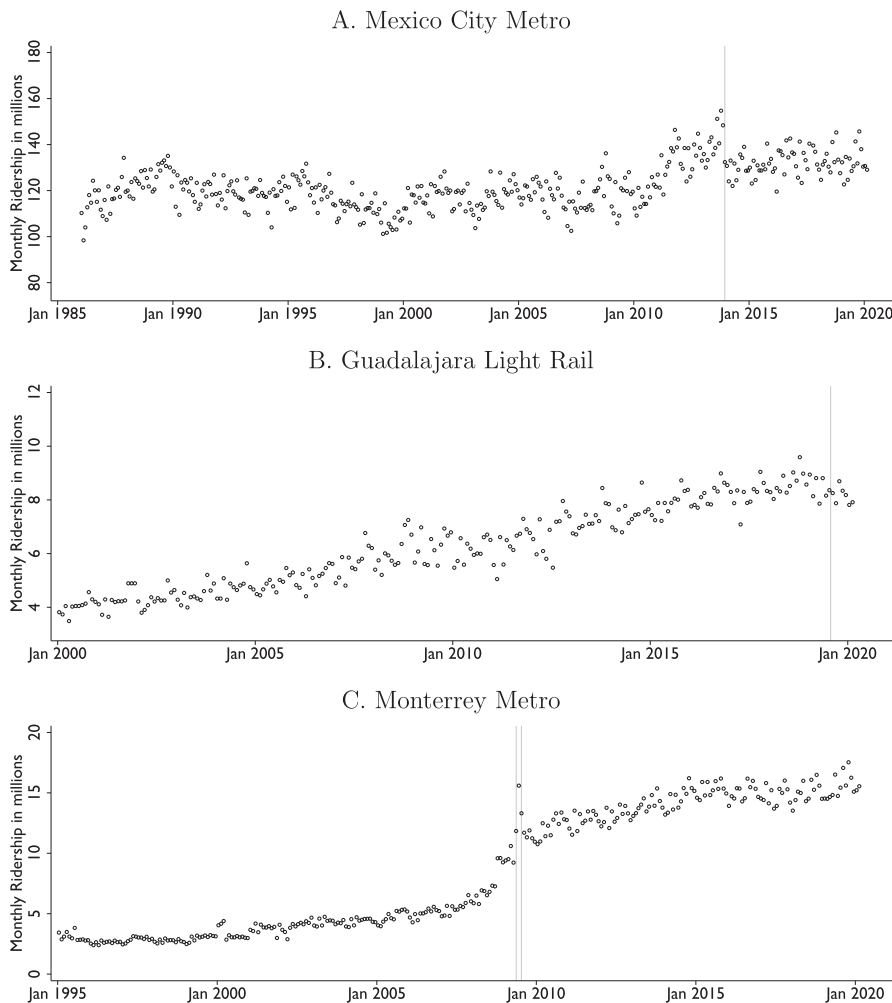 A. Mexico City Metro
Monthly Ridership in millions
180
160
140
120
100
80
Jan 1985 Jan 1990 Jan 1995 Jan 2000 Jan 2005 Jan 2010 Jan 2015 Jan 2020
B. Guadalajara Light Rail
Monthly Ridership in millions
12
10
8
6
4
Jan 2000 Jan 2005 Jan 2010 Jan 2015 Jan 2020
C. Monterrey Metro
Monthly Ridership in millions
20
15
10
5
0
Jan 1995 Jan 2000 Jan 2005 Jan 2010 Jan 2015 Jan 2020